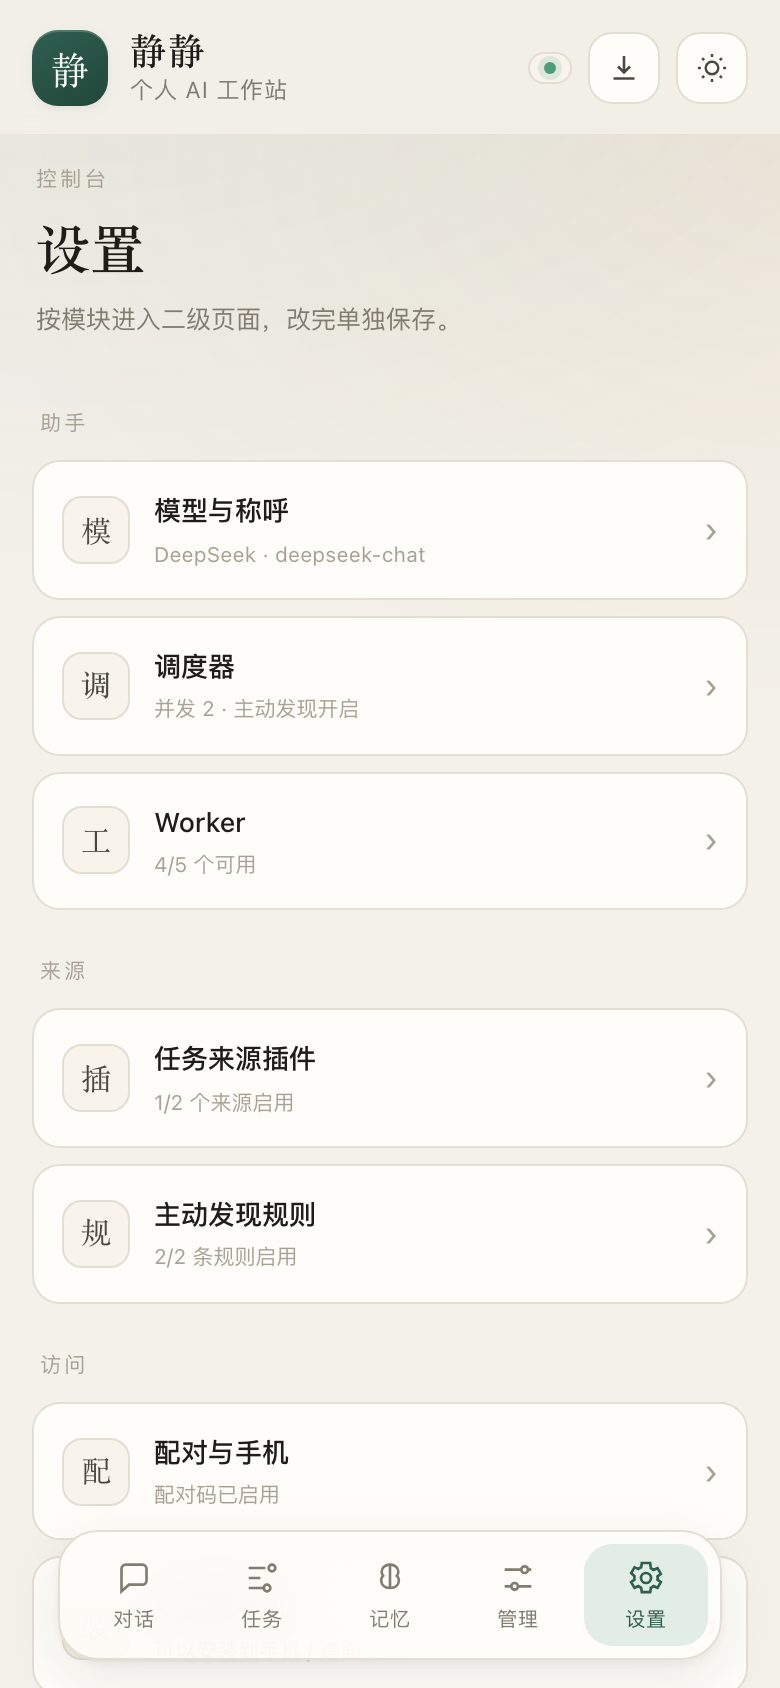 静
静静
个人 AI 工作站
控制台
设置
按模块进入二级页面，改完单独保存。
助手
模
模型与称呼
DeepSeek · deepseek-chat
调
调度器
并发 2 · 主动发现开启
工
Worker
4/5 个可用
来源
插
任务来源插件
1/2 个来源启用
规
主动发现规则
2/2 条规则启用
访问
配
配对与手机
配对码已启用
对话
任务
记忆
管理
设置